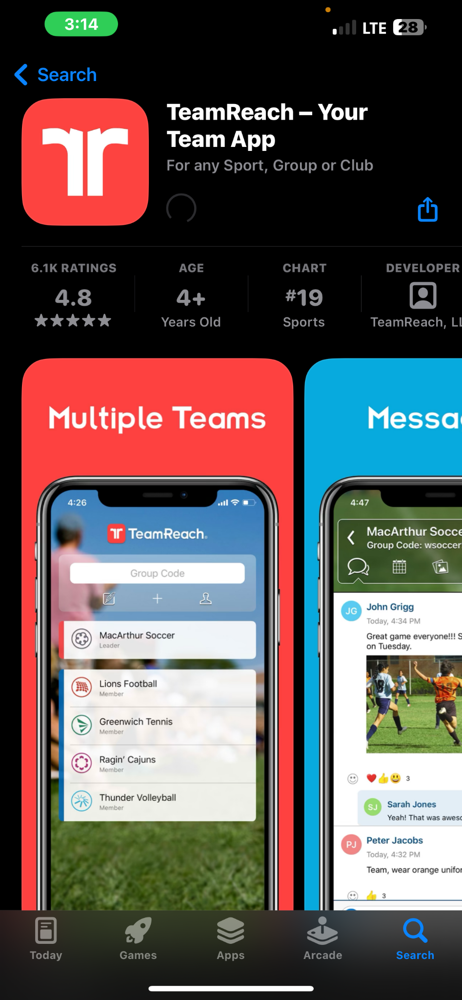 3:14
LTE 28
Search
TeamReach – Your
Team App
For any Sport, Group or Club
6.1K RATINGS
4.8
AGE
4+
Years Old
CHART
#19
Sports
DEVELOPER
TeamReach, LL
Multiple Teams
4:26
TeamReach®
Group Code
MacArthur Soccer
Leader
Lions Football
Member
Greenwich Tennis
Member
Ragin' Cajuns
Member
Thunder Volleyball
Member
Messag
4:47
MacArthur Socce
Group Code: wsoccer
JG
John Grigg
Today, 4:34 PM
Great game everyone!!! S
on Tuesday.
18
3
SJ
Sarah Jones
Yeah! That was aweso
PJ
Peter Jacobs
Today, 4:32 PM
Team, wear orange unifor
3
Today
Games
Apps
Arcade
Search